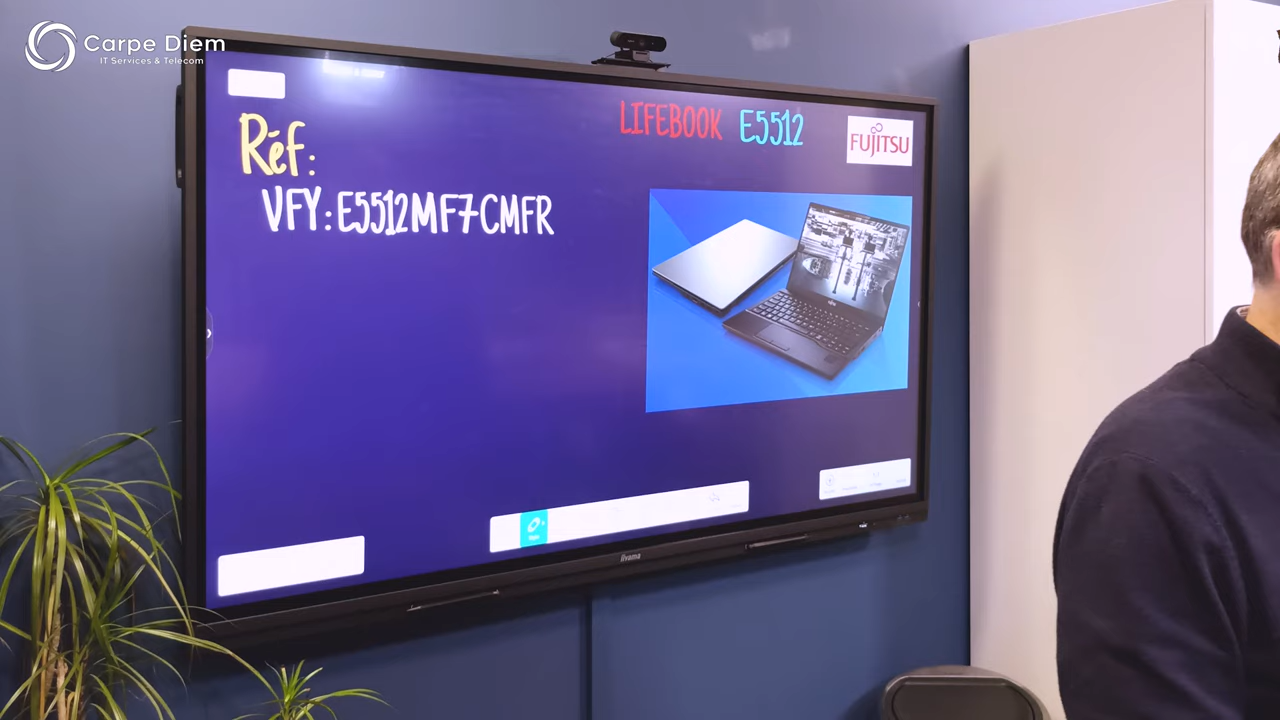 Carpe Diem
IT Services & Telecom
LIFEBOOK E5512
FUJITSU
Réf:
VFY:E5512MF7CMFR
iiyama